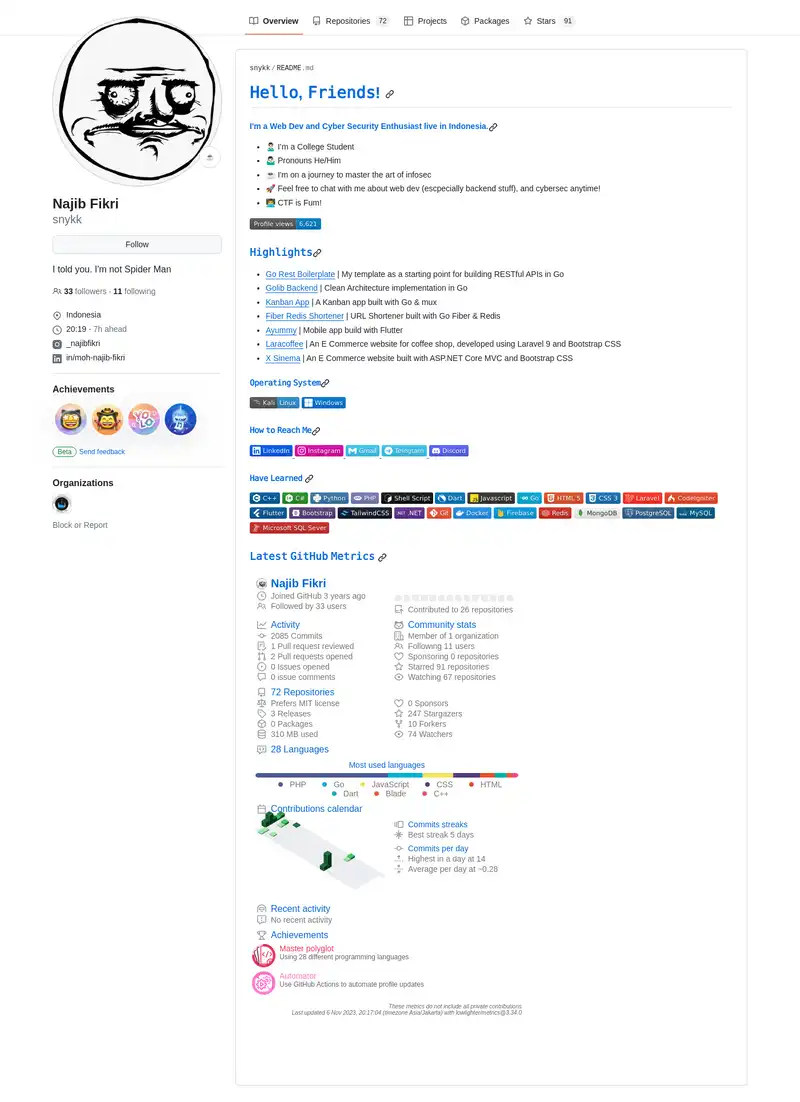 Overview Repositories 72 Projects Packages Stars 91
Najib Fikri
snykk
Follow
I told you. I'm not Spider Man
33 followers · 11 following
Indonesia
20:19 - 7h ahead
_najibfikri
in/moh-najib-fikri
Achievements
Beta Send feedback
Organizations
Block or Report
snykk / README.md
Hello, Friends!
I'm a Web Dev and Cyber Security Enthusiast live in Indonesia.
I'm a College Student
Pronouns He/Him
I'm on a journey to master the art of infosec
Feel free to chat with me about web dev (escpecially backend stuff), and cybersec anytime!
CTF is Fum!
Profile views 6,621
Highlights
Go Rest Boilerplate | My template as a starting point for building RESTful APIs in Go
Golib Backend | Clean Architecture implementation in Go
Kanban App | A Kanban app built with Go & mux
Fiber Redis Shortener | URL Shortener built with Go Fiber & Redis
Ayummy | Mobile app build with Flutter
Laracoffee | An E Commerce website for coffee shop, developed using Laravel 9 and Bootstrap CSS
X Sinema | An E Commerce website built with ASP.NET Core MVC and Bootstrap CSS
Operating System
Kali Linux Windows
How to Reach Me
LinkedIn Instagram Gmail Telegram Discord
Have Learned
C++ C# Python PHP Shell Script Dart Javascript Go HTML 5 CSS 3 Laravel CodeIgniter
Flutter Bootstrap TailwindCSS .NET Git Docker Firebase Redis MongoDB PostgreSQL MySQL
Microsoft SQL Sever
Latest GitHub Metrics
Najib Fikri
Joined GitHub 3 years ago
Followed by 33 users
Contributed to 26 repositories
Activity
2085 Commits
1 Pull request reviewed
2 Pull requests opened
0 Issues opened
0 issue comments
Community stats
Member of 1 organization
Following 11 users
Sponsoring 0 repositories
Starred 91 repositories
Watching 67 repositories
72 Repositories
Prefers MIT license
3 Releases
0 Packages
310 MB used
0 Sponsors
247 Stargazers
10 Forkers
74 Watchers
28 Languages
Most used languages
PHP Go JavaScript CSS HTML
Dart Blade C++
Contributions calendar
Commits streaks
Best streak 5 days
Commits per day
Highest in a day at 14
Average per day at ~0.28
Recent activity
No recent activity
Achievements
Master polyglot
Using 28 different programming languages
Automator
Use GitHub Actions to automate profile updates
These metrics do not include all private contributions
Last updated 6 Nov 2023, 20:17:04 (timezone Asia/Jakarta) with lowlighter/metrics@3.34.0